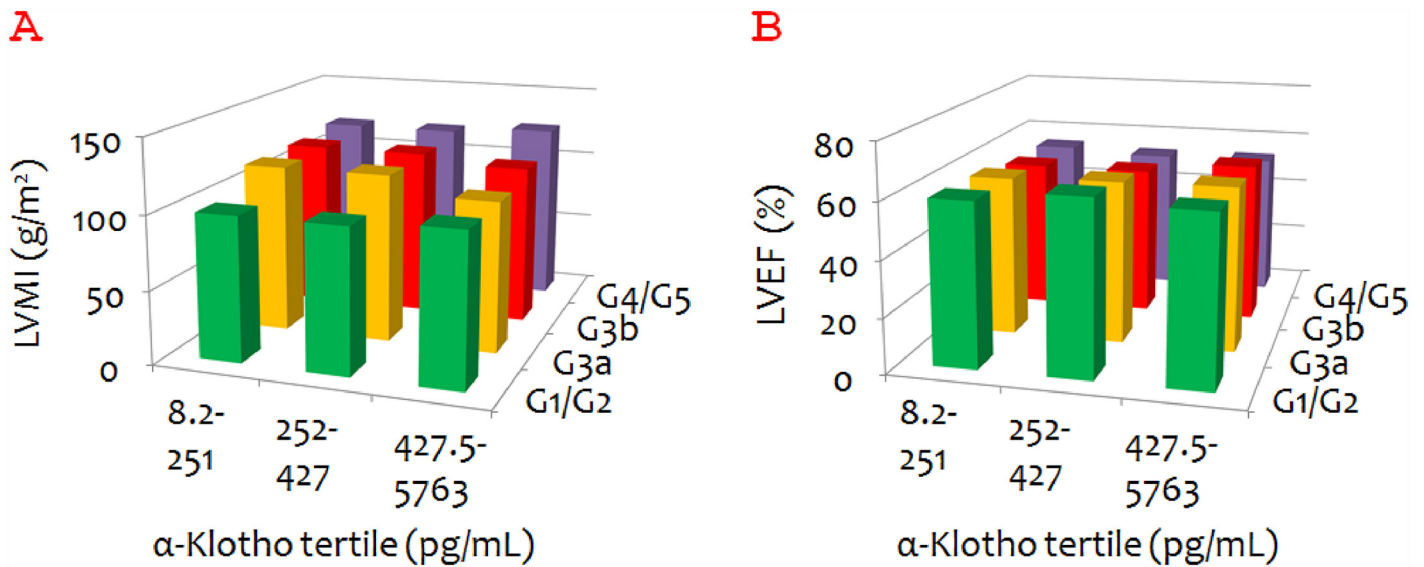 A
LVMI (g/m²)
150
100
50
0
8.2-
251
252-
427
427.5-
5763
G4/G5
G3b
G3a
G1/G2
α-Klotho tertile (pg/mL)
B
LVEF (%)
80
60
40
20
0
8.2-
251
252-
427
427.5-
5763
G4/G5
G3b
G3a
G1/G2
α-Klotho tertile (pg/mL)